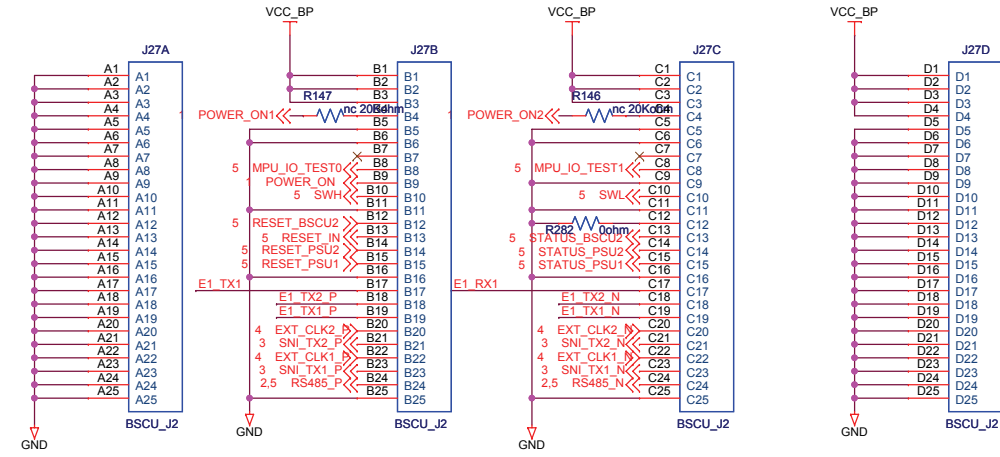 VCC_BP
VCC_BP
VCC_BP
J27A
J27B
J27C
J27D
A1 A1
A2 A2
A3 A3
A4 A4
A5 A5
A6 A6
A7 A7
A8 A8
A9 A9
A10 A10
A11 A11
A12 A12
A13 A13
A14 A14
A15 A15
A16 A16
A17 A17
A18 A18
A19 A19
A20 A20
A21 A21
A22 A22
A23 A23
A24 A24
A25 A25
BSCU_J2
GND
B1 B1
B2 B2
B3 B3
R147
1 POWER_ON1 nc 20Kohm B4 B4
B5 B5
B6 B6
B7 B7
5 MPU_IO_TEST0 B8 B8
1 POWER_ON B9 B9
5 SWH B10 B10
B11 B11
5 RESET_BSCU2 B12 B12
5 RESET_IN B13 B13
5 RESET_PSU2 B14 B14
5 RESET_PSU1 B15 B15
B16 B16
E1_TX1 B17 B17
E1_TX2_P B18 B18
E1_TX1_P B19 B19
4 EXT_CLK2_P B20 B20
3 SNI_TX2_P B21 B21
4 EXT_CLK1_P B22 B22
3 SNI_TX1_P B23 B23
2,5 RS485_P B24 B24
B25 B25
BSCU_J2
GND
C1 C1
C2 C2
C3 C3
R146
1 POWER_ON2 nc 20Kohm C4 C4
C5 C5
C6 C6
C7 C7
5 MPU_IO_TEST1 C8 C8
C9 C9
5 SWL C10 C10
C11 C11
R282 0ohm C12 C12
5 STATUS_BSCU2 C13 C13
5 STATUS_PSU2 C14 C14
5 STATUS_PSU1 C15 C15
C16 C16
E1_RX1 C17 C17
E1_TX2_N C18 C18
E1_TX1_N C19 C19
4 EXT_CLK2_N C20 C20
3 SNI_TX2_N C21 C21
4 EXT_CLK1_N C22 C22
3 SNI_TX1_N C23 C23
2,5 RS485_N C24 C24
C25 C25
BSCU_J2
GND
D1 D1
D2 D2
D3 D3
D4 D4
D5 D5
D6 D6
D7 D7
D8 D8
D9 D9
D10 D10
D11 D11
D12 D12
D13 D13
D14 D14
D15 D15
D16 D16
D17 D17
D18 D18
D19 D19
D20 D20
D21 D21
D22 D22
D23 D23
D24 D24
D25 D25
BSCU_J2
GND